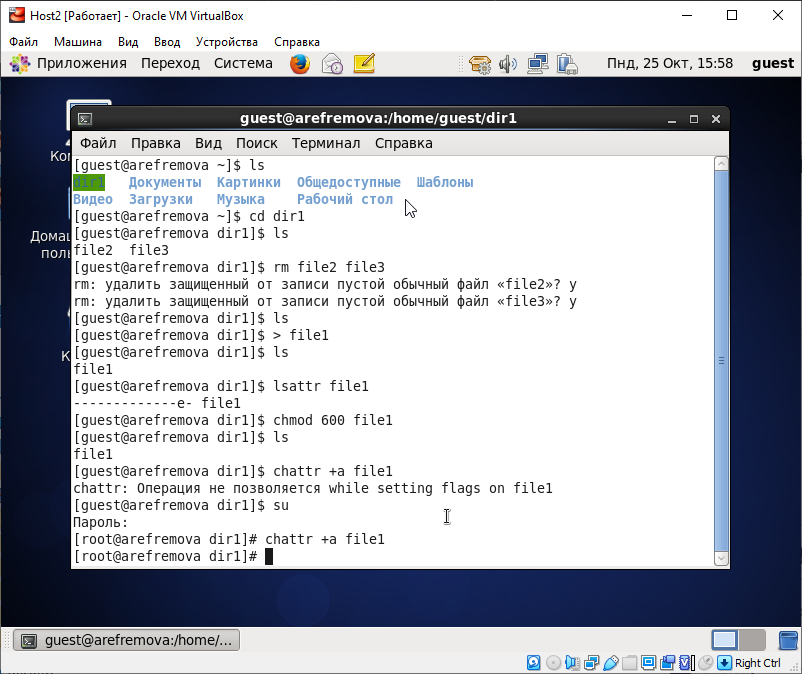 Host2 [Работает] - Oracle VM VirtualBox
Файл Машина Вид Ввод Устройства Справка
Приложения Переход Система Пнд, 25 Окт, 15:58 guest
guest@arefremova:/home/guest/dir1
Файл Правка Вид Поиск Терминал Справка
[guest@arefremova ~]$ ls
dir1 Документы Картинки Общедоступные Шаблоны
Видео Загрузки Музыка Рабочий стол
[guest@arefremova ~]$ cd dir1
[guest@arefremova dir1]$ ls
file2 file3
[guest@arefremova dir1]$ rm file2 file3
rm: удалить защищенный от записи пустой обычный файл «file2»? y
rm: удалить защищенный от записи пустой обычный файл «file3»? y
[guest@arefremova dir1]$ ls
[guest@arefremova dir1]$ > file1
[guest@arefremova dir1]$ ls
file1
[guest@arefremova dir1]$ lsattr file1
-------------e- file1
[guest@arefremova dir1]$ chmod 600 file1
[guest@arefremova dir1]$ ls
file1
[guest@arefremova dir1]$ chattr +a file1
chattr: Операция не позволяется while setting flags on file1
[guest@arefremova dir1]$ su
Пароль:
[root@arefremova dir1]# chattr +a file1
[root@arefremova dir1]#
guest@arefremova:/home/...
Right Ctrl